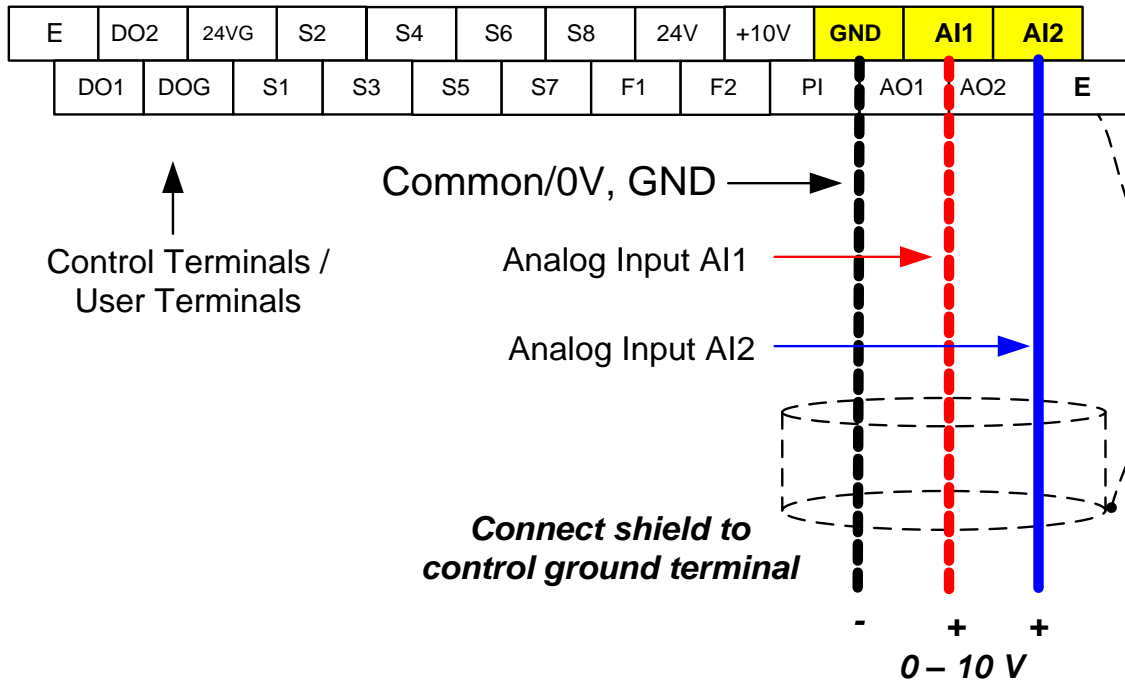 E DO2 24VG S2 S4 S6 S8 24V +10V GND AI1 AI2
DO1 DOG S1 S3 S5 S7 F1 F2 PI AO1 AO2 E
Common/0V, GND
Control Terminals /
User Terminals
Analog Input AI1
Analog Input AI2
Connect shield to
control ground terminal
- + +
0 – 10 V